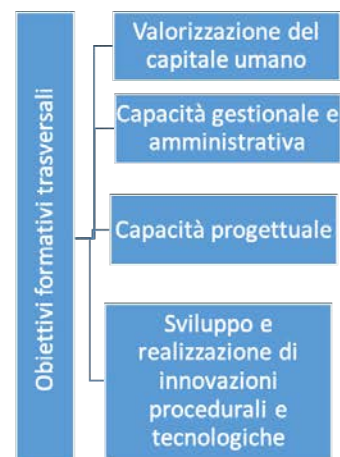 Obiettivi formativi trasversali
Valorizzazione del
capitale umano
Capacità gestionale e
amministrativa
Capacità progettuale
Sviluppo e
realizzazione di
innovazioni
procedurali e
tecnologiche